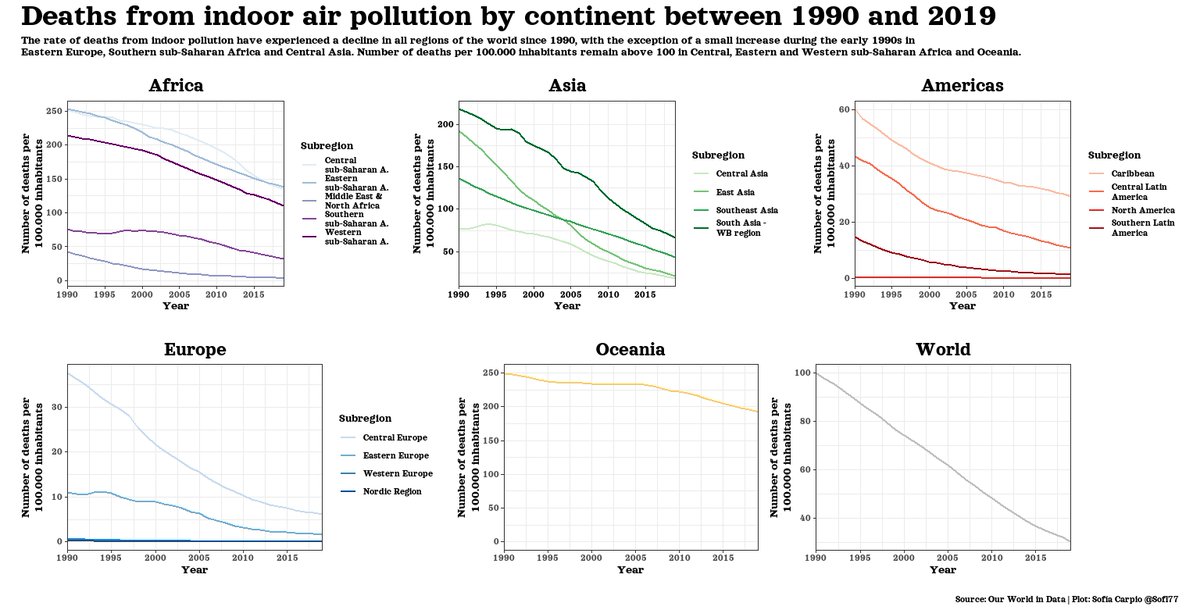 Deaths from indoor air pollution by continent between 1990 and 2019
The rate of deaths from indoor pollution have experienced a decline in all regions of the world since 1990, with the exception of a small increase during the early 1990s in
Eastern Europe, Southern sub-Saharan Africa and Central Asia. Number of deaths per 100.000 inhabitants remain above 100 in Central, Eastern and Western sub-Saharan Africa and Oceania.
Africa
Number of deaths per
100.000 inhabitants
250
200
150
100
50
0
1990 1995 2000 2005 2010 2015
Year
Subregion
Central
sub-Saharan A.
Eastern
sub-Saharan A.
Middle East &
North Africa
Southern
sub-Saharan A.
Western
sub-Saharan A.
Asia
Number of deaths per
100.000 inhabitants
200
150
100
50
1990 1995 2000 2005 2010 2015
Year
Subregion
Central Asia
East Asia
Southeast Asia
South Asia -
WB region
Americas
Number of deaths per
100.000 inhabitants
60
40
20
0
1990 1995 2000 2005 2010 2015
Year
Subregion
Caribbean
Central Latin
America
North America
Southern Latin
America
Europe
Number of deaths per
100.000 inhabitants
30
20
10
0
1990 1995 2000 2005 2010 2015
Year
Subregion
Central Europe
Eastern Europe
Western Europe
Nordic Region
Oceania
Number of deaths per
100.000 inhabitants
250
200
150
100
50
0
1990 1995 2000 2005 2010 2015
Year
World
Number of deaths per
100.000 inhabitants
100
80
60
40
1990 1995 2000 2005 2010 2015
Year
Source: Our World in Data | Plot: Sofia Carpio @Sofi77